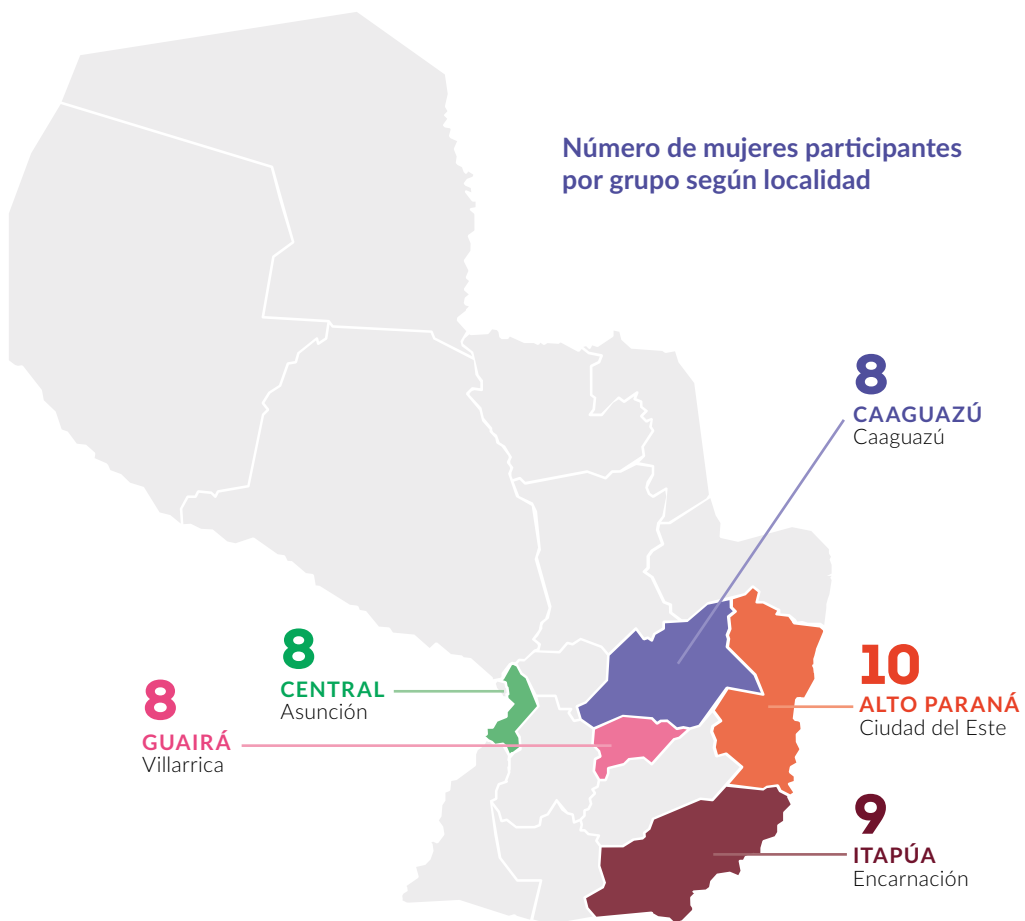 Número de mujeres participantes
por grupo según localidad
8
CAAGUAZÚ
Caaguazú
8
CENTRAL
Asunción
8
GUAIRÁ
Villarrica
10
ALTO PARANÁ
Ciudad del Este
9
ITAPÚA
Encarnación